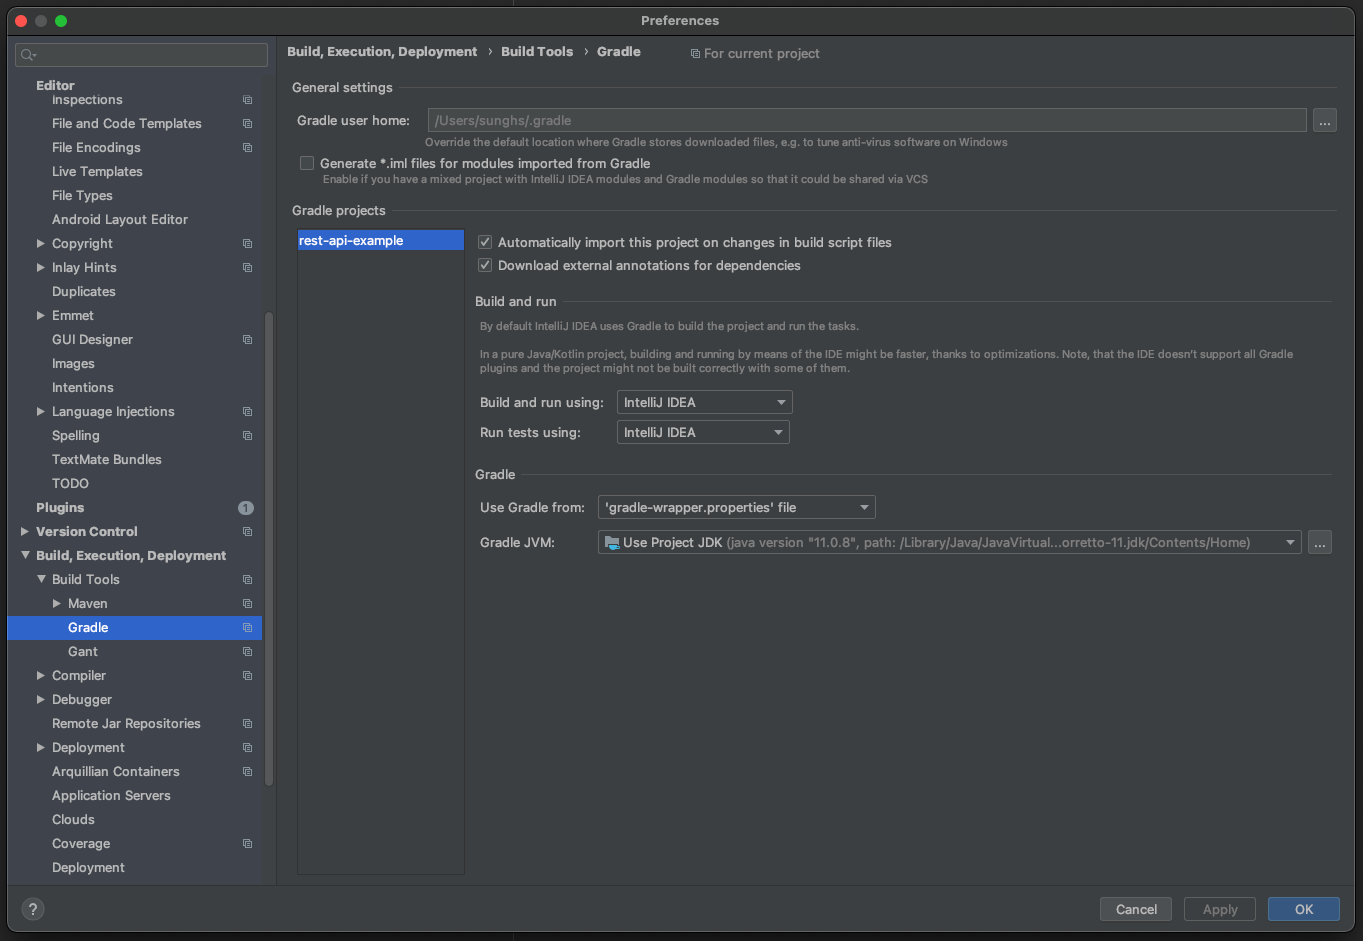 Preferences
Editor
Inspections
File and Code Templates
File Encodings
Live Templates
File Types
Android Layout Editor
Copyright
Inlay Hints
Duplicates
Emmet
GUI Designer
Images
Intentions
Language Injections
Spelling
TextMate Bundles
TODO
Plugins 1
Version Control
Build, Execution, Deployment
Build Tools
Maven
Gradle
Gant
Compiler
Debugger
Remote Jar Repositories
Deployment
Arquillian Containers
Application Servers
Clouds
Coverage
Deployment
?
Build, Execution, Deployment › Build Tools › Gradle For current project
General settings
Gradle user home: /Users/sunghs/.gradle ...
Override the default location where Gradle stores downloaded files, e.g. to tune anti-virus software on Windows
Generate *.iml files for modules imported from Gradle
Enable if you have a mixed project with IntelliJ IDEA modules and Gradle modules so that it could be shared via VCS
Gradle projects
rest-api-example
Automatically import this project on changes in build script files
Download external annotations for dependencies
Build and run
By default IntelliJ IDEA uses Gradle to build the project and run the tasks.
In a pure Java/Kotlin project, building and running by means of the IDE might be faster, thanks to optimizations. Note, that the IDE doesn't support all Gradle
plugins and the project might not be built correctly with some of them.
Build and run using: IntelliJ IDEA
Run tests using: IntelliJ IDEA
Gradle
Use Gradle from: 'gradle-wrapper.properties' file
Gradle JVM: Use Project JDK (java version "11.0.8", path: /Library/Java/JavaVirtual...orretto-11.jdk/Contents/Home) ...
Cancel Apply OK